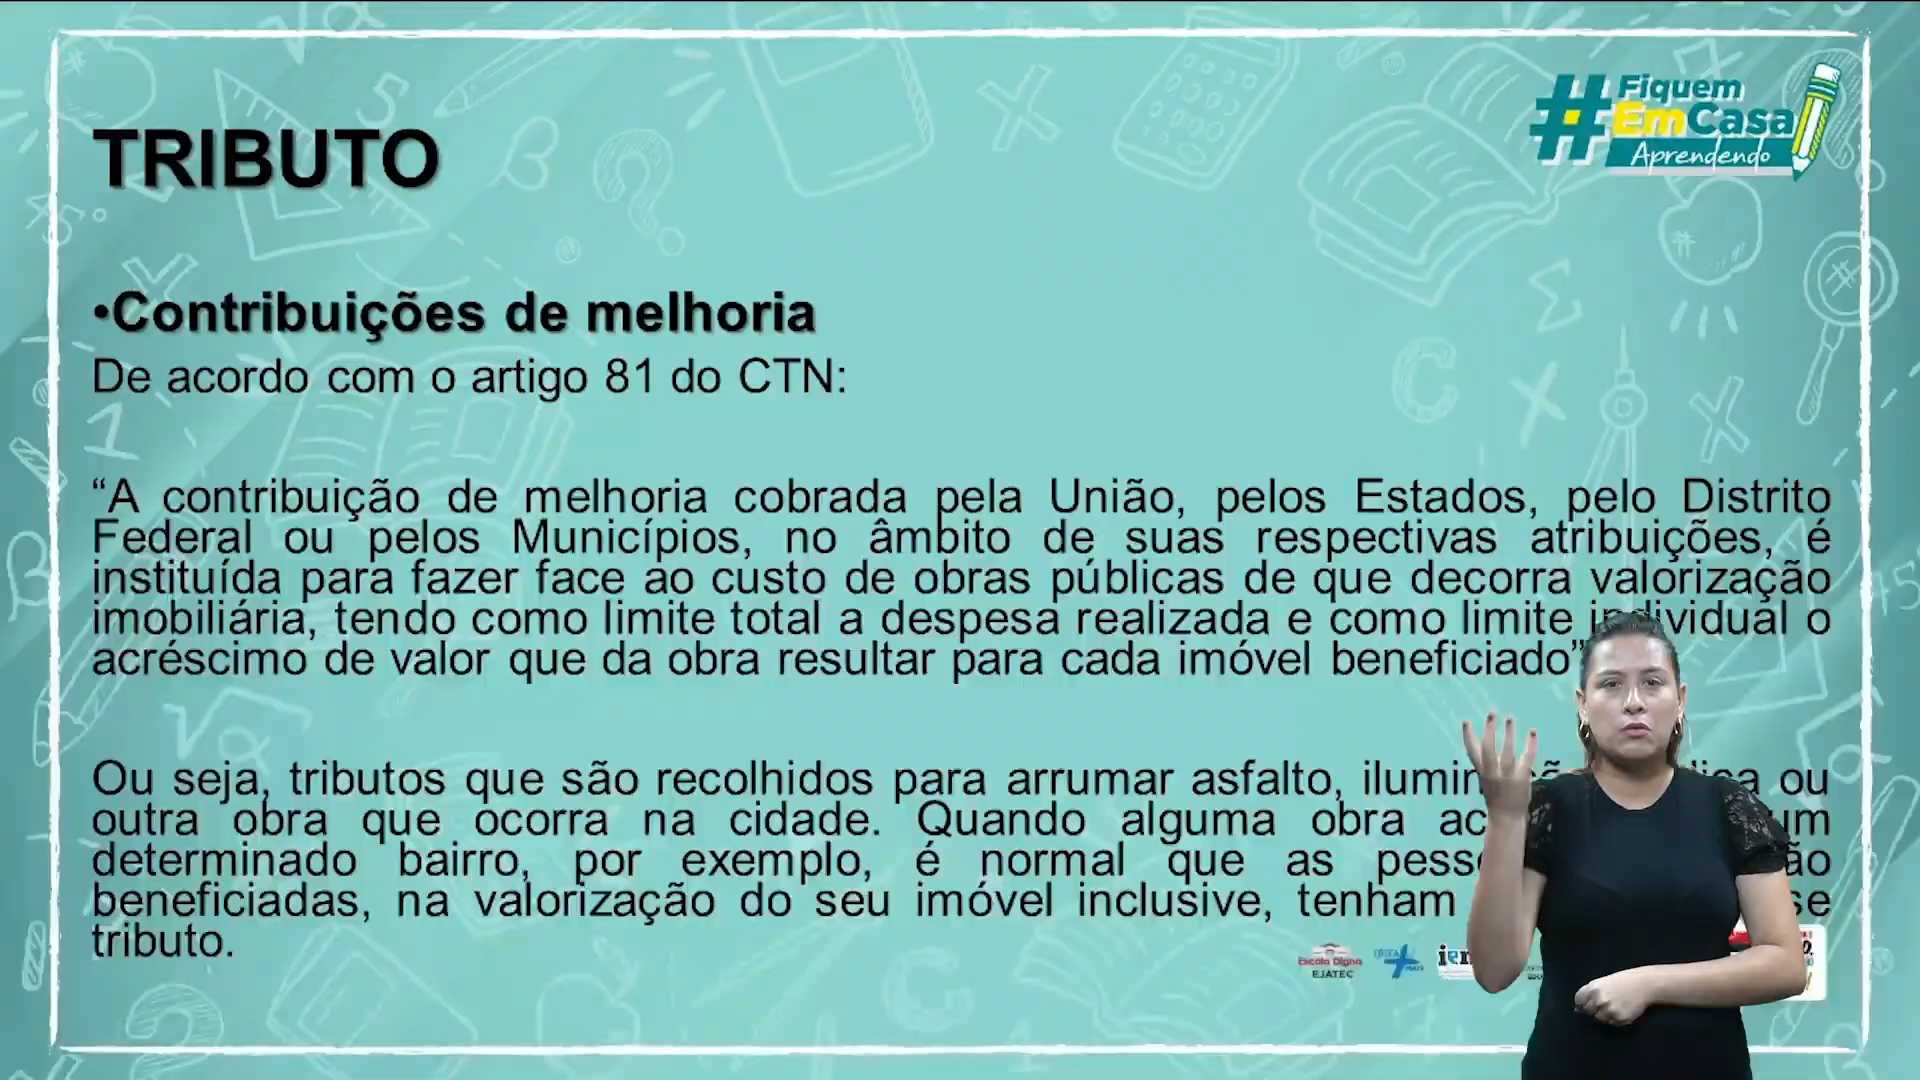 #Fiquem
EmCasa
Aprendendo
TRIBUTO
•Contribuições de melhoria
De acordo com o artigo 81 do CTN:
“A contribuição de melhoria cobrada pela União, pelos Estados, pelo Distrito
Federal ou pelos Municípios, no âmbito de suas respectivas atribuições, é
instituída para fazer face ao custo de obras públicas de que decorra valorização
imobiliária, tendo como limite total a despesa realizada e como limite individual o
acréscimo de valor que da obra resultar para cada imóvel beneficiado”
Ou seja, tributos que são recolhidos para arrumar asfalto, ou
outra obra que ocorra na cidade. Quando alguma obra
determinado bairro, por exemplo, é normal que as
beneficiadas, na valorização do seu imóvel inclusive, tenham
tributo.
Escola Digna
EJATEC